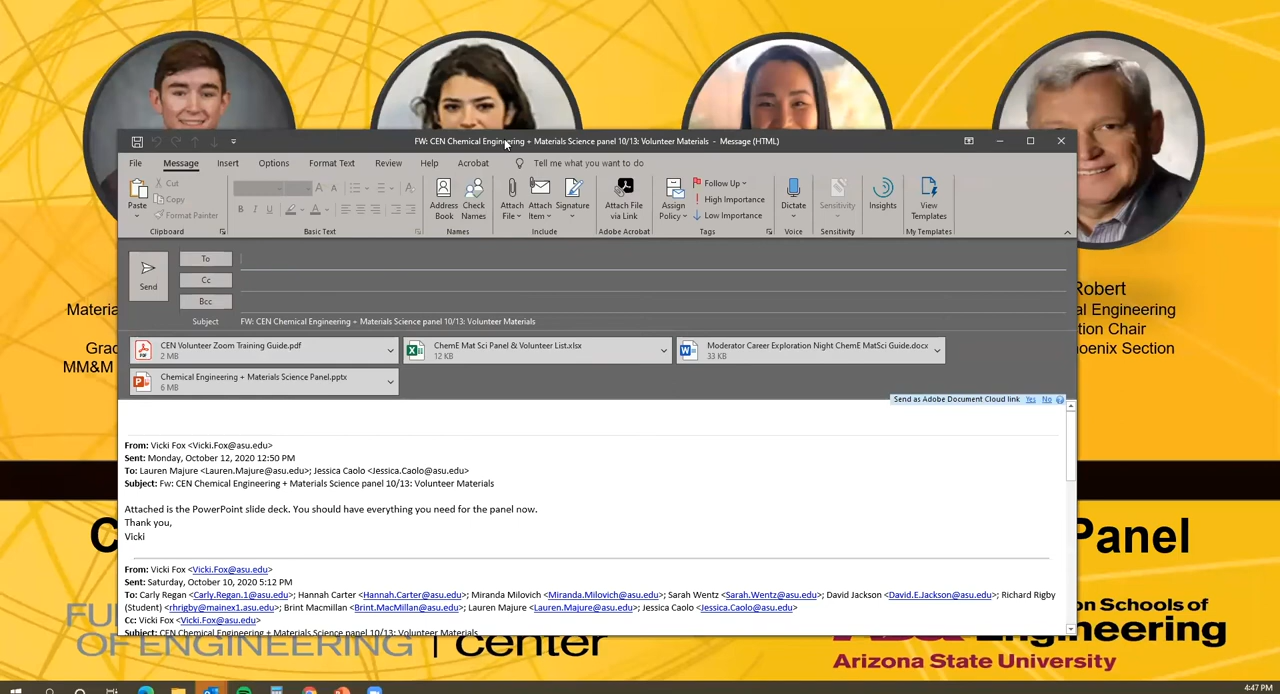 FW: CEN Chemical Engineering + Materials Science panel 10/13: Volunteer Materials - Message (HTML)
File Message Insert Options Format Text Review Help Acrobat Tell me what you want to do
Cut
Copy
Format Painter
Paste
Address Book
Check Names
Attach File
Attach Item
Signature
Attach File via Link
Assign Policy
Follow Up
High Importance
Low Importance
Dictate
Sensitivity
Insights
View Templates
Clipboard Basic Text Names Include Adobe Acrobat Tags Voice Sensitivity My Templates
Send
To
Cc
Bcc
Subject FW: CEN Chemical Engineering + Materials Science panel 10/13: Volunteer Materials
CEN Volunteer Zoom Training Guide.pdf
2 MB
ChemE Mat Sci Panel & Volunteer List.xlsx
12 KB
Moderator Career Exploration Night ChemE MatSci Guide.docx
33 KB
Chemical Engineering + Materials Science Panel.pptx
6 MB
Send as Adobe Document Cloud link Yes No
From: Vicki Fox <Vicki.Fox@asu.edu>
Sent: Monday, October 12, 2020 12:50 PM
To: Lauren Majure <Lauren.Majure@asu.edu>; Jessica Caolo <Jessica.Caolo@asu.edu>
Subject: Fw: CEN Chemical Engineering + Materials Science panel 10/13: Volunteer Materials
Attached is the PowerPoint slide deck. You should have everything you need for the panel now.
Thank you,
Vicki
From: Vicki Fox <Vicki.Fox@asu.edu>
Sent: Saturday, October 10, 2020 5:12 PM
To: Carly Regan <Carly.Regan.1@asu.edu>; Hannah Carter <Hannah.Carter@asu.edu>; Miranda Milovich <Miranda.Milovich@asu.edu>; Sarah Wentz <Sarah.Wentz@asu.edu>; David Jackson <David.E.Jackson@asu.edu>; Richard Rigby
(Student) <rhrigby@mainex1.asu.edu>; Brint Macmillan <Brint.MacMillan@asu.edu>; Lauren Majure <Lauren.Majure@asu.edu>; Jessica Caolo <Jessica.Caolo@asu.edu>
Cc: Vicki Fox <Vicki.Fox@asu.edu>
Subject: CEN Chemical Engineering + Materials Science panel 10/13: Volunteer Materials
Materia
Grad
MM&M
Robert
al Engineering
tion Chair
oenix Section
C
Panel
OF ENGINEERING | Center
on Schools of
Engineering
Arizona State University
4:47 PM